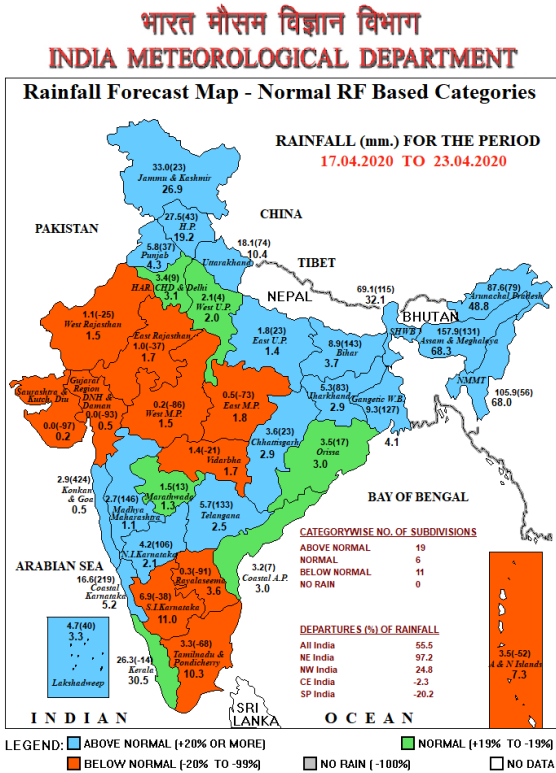 भारत मौसम विज्ञान विभाग
INDIA METEOROLOGICAL DEPARTMENT
Rainfall Forecast Map - Normal RF Based Categories
RAINFALL (mm.) FOR THE PERIOD
17.04.2020 TO 23.04.2020
33.0(23)
Jammu & Kashmir
26.9
CHINA
27.5(43)
H.P.
19.2
PAKISTAN
5.8(37)
Punjab
4.3
18.1(74)
Uttarakhand
10.4
TIBET
3.4(9)
HAR. CHD & Delhi
3.1
NEPAL
2.1(4)
West U.P.
2.0
69.1(115)
32.1
BHUTAN
SHWB
87.6(79)
Arunachal Pradesh
48.8
1.1(-25)
West Rajasthan
1.5
East Rajasthan
1.0(-37)
1.7
1.8(23)
East U.P.
1.4
8.9(143)
Bihar
3.7
157.9(131)
Assam & Meghalaya
68.3
NMMT
105.9(56)
68.0
Saurashtra &
Kutch, Diu
0.0(-97)
0.2
Gujarat
Region
DNH &
Daman
0.0(-93)
0.5
0.2(-86)
West M.P.
1.5
0.5(-73)
East M.P.
1.8
5.3(83)
Jharkhand
2.9
Gangetic W.B.
9.3(127)
4.1
3.6(23)
Chhattisgarh
2.9
1.4(-21)
Vidarbha
1.7
3.5(17)
Orissa
3.0
2.9(424)
Konkan
& Goa
0.5
2.7(146)
Madhya
Maharashtra
1.1
1.5(13)
Marathwada
1.3
5.7(133)
Telangana
2.5
BAY OF BENGAL
CATEGORYWISE NO. OF SUBDIVISIONS
ABOVE NORMAL 19
NORMAL 6
BELOW NORMAL 11
NO RAIN 0
ARABIAN SEA
4.2(106)
N.I.Karnataka
2.1
0.3(-91)
Rayalaseema
3.6
3.2(7)
Coastal A.P.
3.0
16.6(219)
Coastal
Karnataka
5.2
6.9(-38)
S.I.Karnataka
11.0
DEPARTURES (%) OF RAINFALL
All India 55.5
NE India 97.2
NW India 24.8
CE India -2.3
SP India -20.2
4.7(40)
3.3
Lakshadweep
26.3(-14)
Kerala
30.5
3.3(-68)
Tamilnadu &
Pondicherry
10.3
3.5(-52)
A & N Islands
7.3
SRI
LANKA
INDIAN OCEAN
LEGEND: ABOVE NORMAL (+20% OR MORE) NORMAL (+19% TO -19%)
BELOW NORMAL (-20% TO -99%) NO RAIN ( -100%) NO DATA